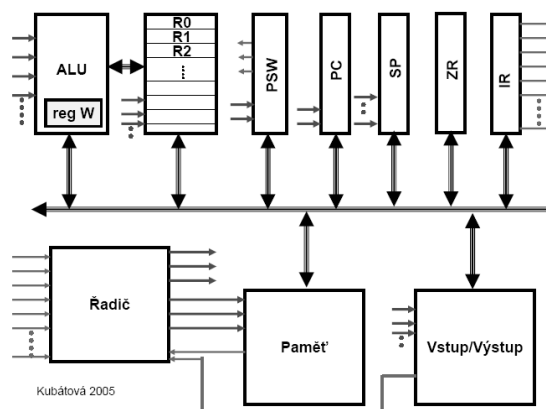 ALU
reg W
R0
R1
R2
PSW
PC
SP
ZR
IR
Řadič
Paměť
Vstup/Výstup
Kubátová 2005